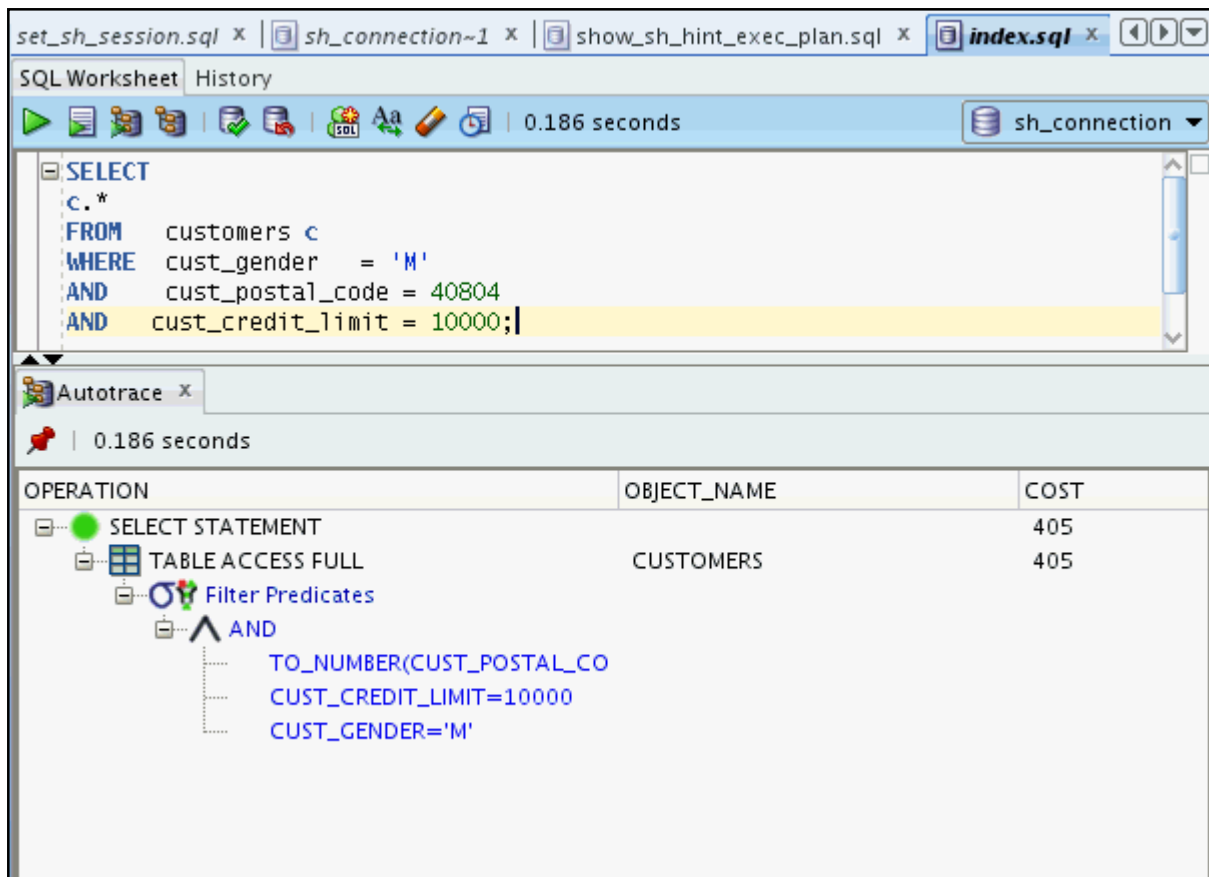 set_sh_session.sql x sh_connection~1 x show_sh_hint_exec_plan.sql x index.sql x
SQL Worksheet History
0.186 seconds sh_connection
SELECT
c.*
FROM customers c
WHERE cust_gender = 'M'
AND cust_postal_code = 40804
AND cust_credit_limit = 10000;
Autotrace x
0.186 seconds
OPERATION OBJECT_NAME COST
SELECT STATEMENT 405
TABLE ACCESS FULL CUSTOMERS 405
Filter Predicates
AND
TO_NUMBER(CUST_POSTAL_CO
CUST_CREDIT_LIMIT=10000
CUST_GENDER='M'